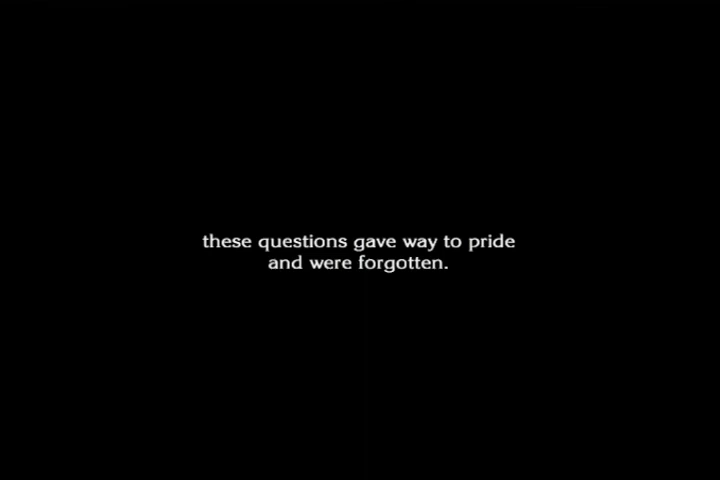 these questions gave way to pride
and were forgotten.